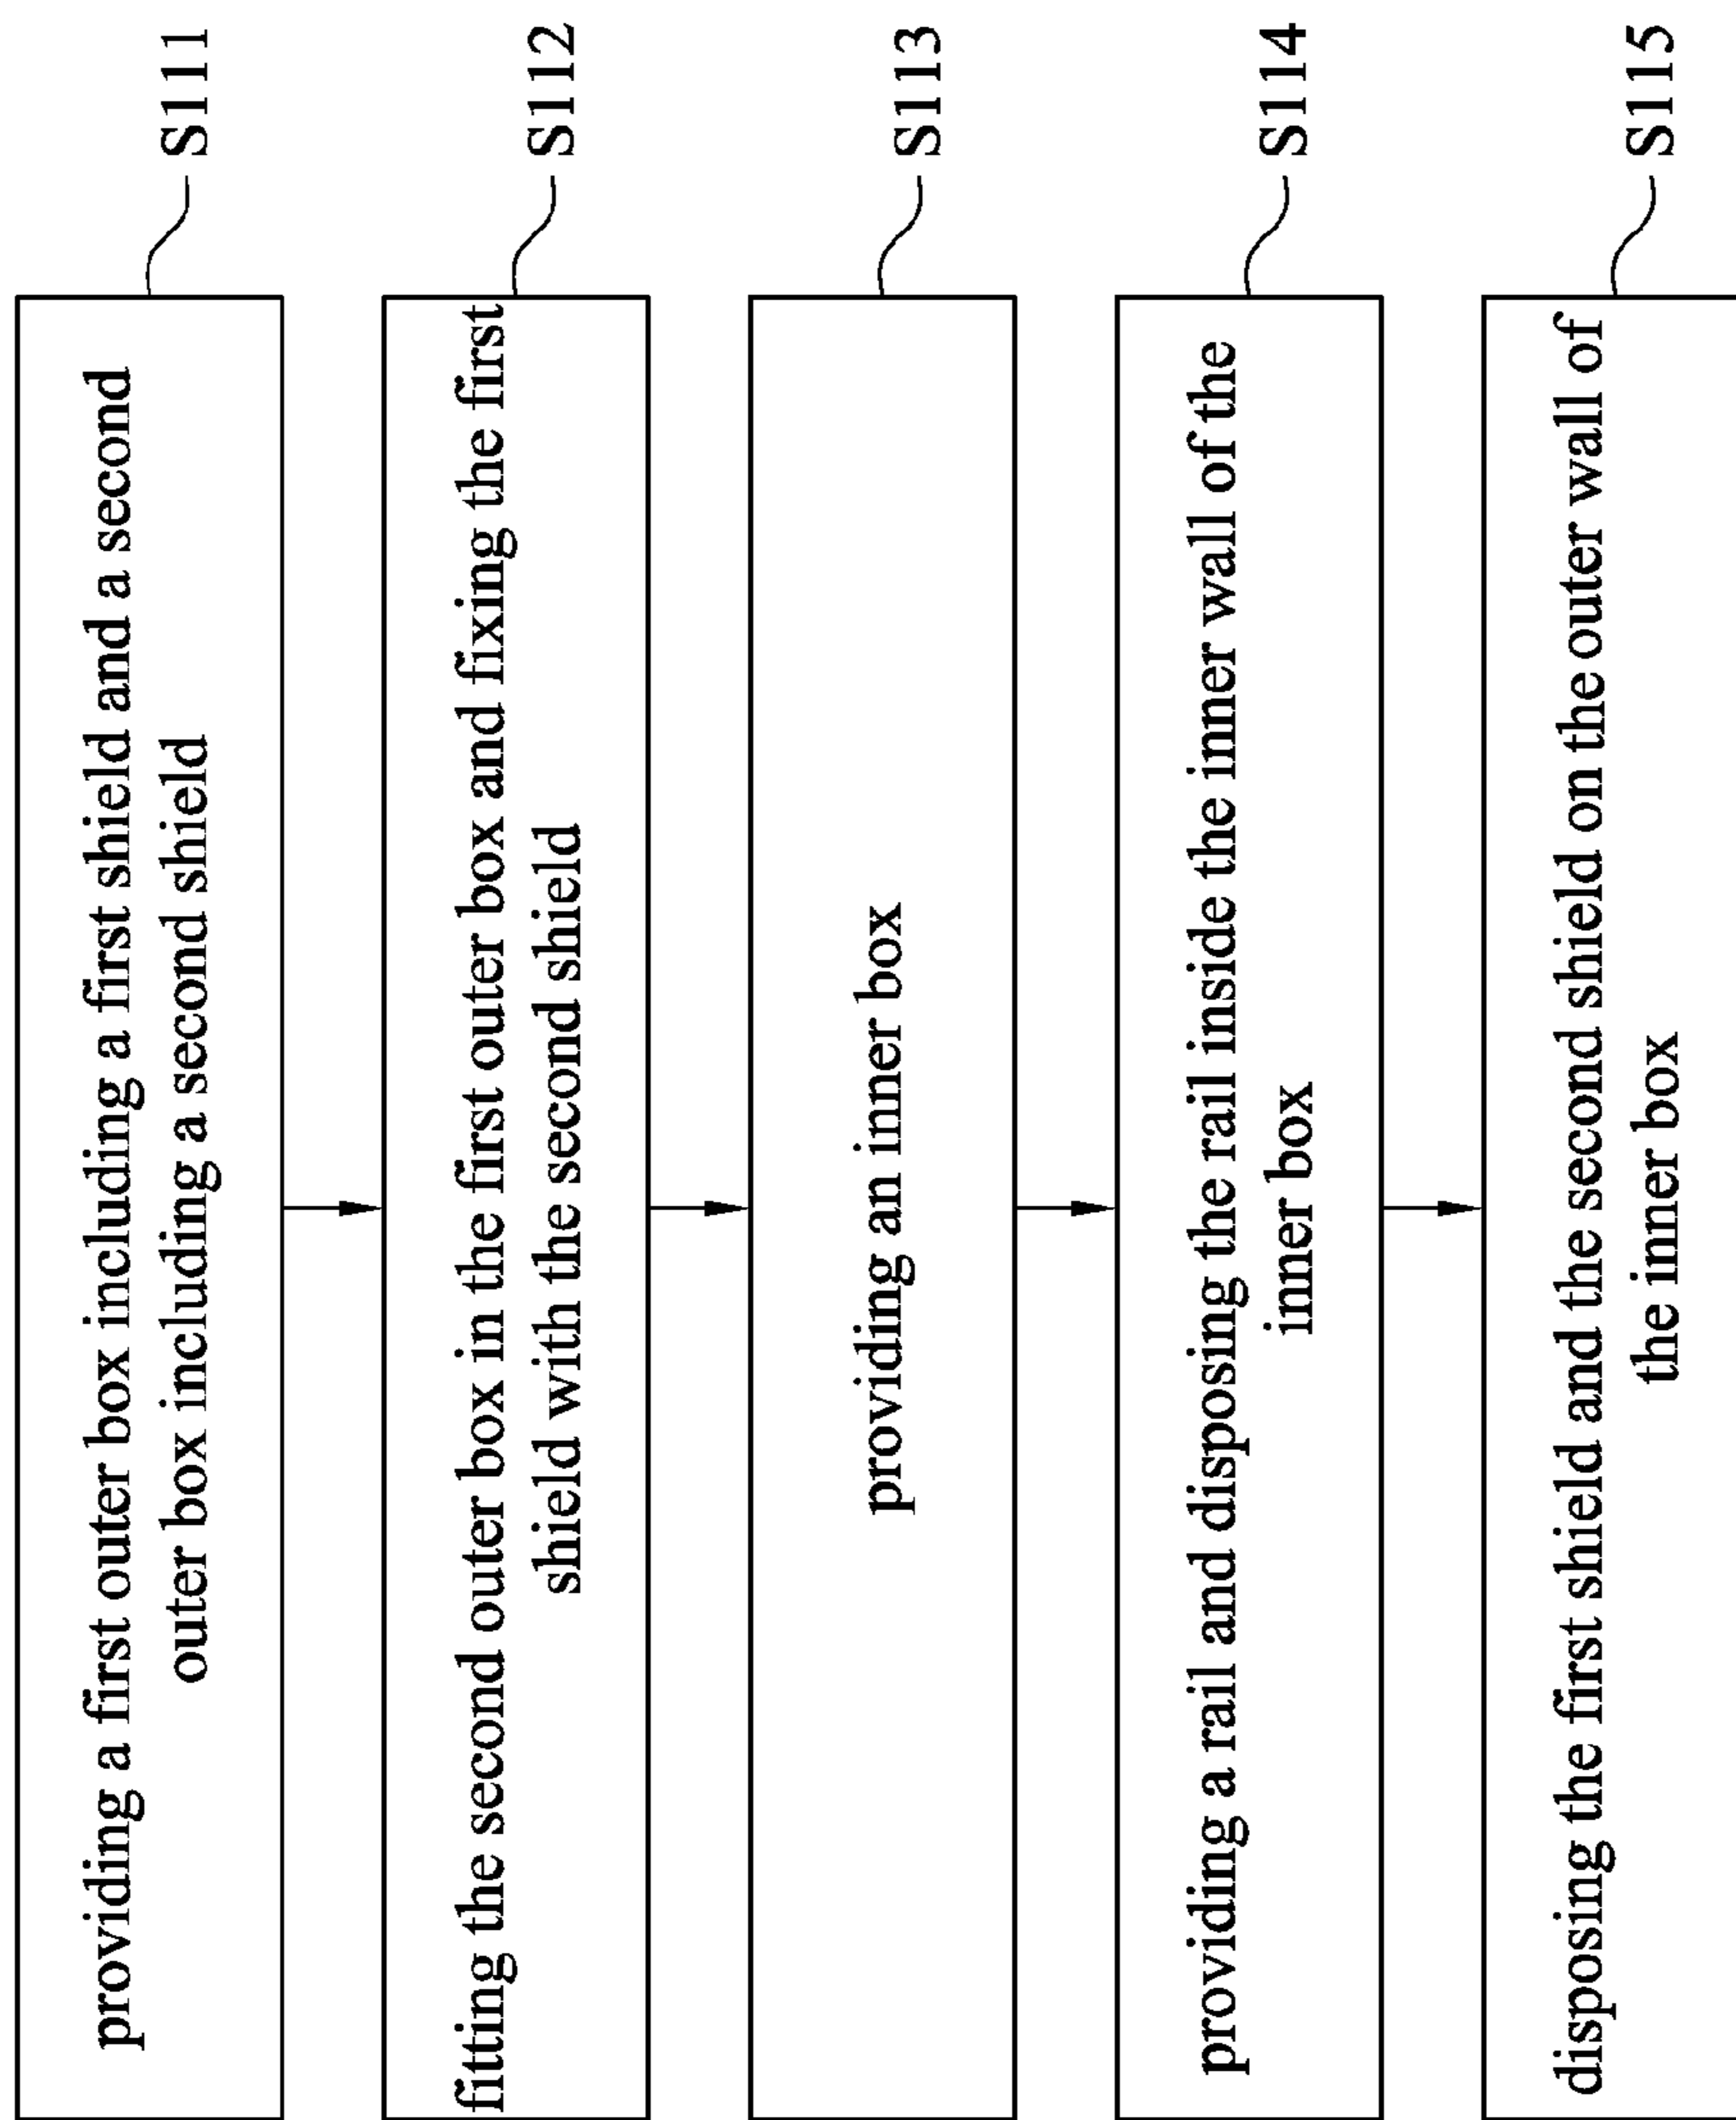 providing a first outer box including a first shield and a second
outer box including a second shield
S111
fitting the second outer box in the first outer box and fixing the first
shield with the second shield
S112
providing an inner box
S113
providing a rail and disposing the rail inside the inner wall of the
inner box
S114
disposing the first shield and the second shield on the outer wall of
the inner box
S115